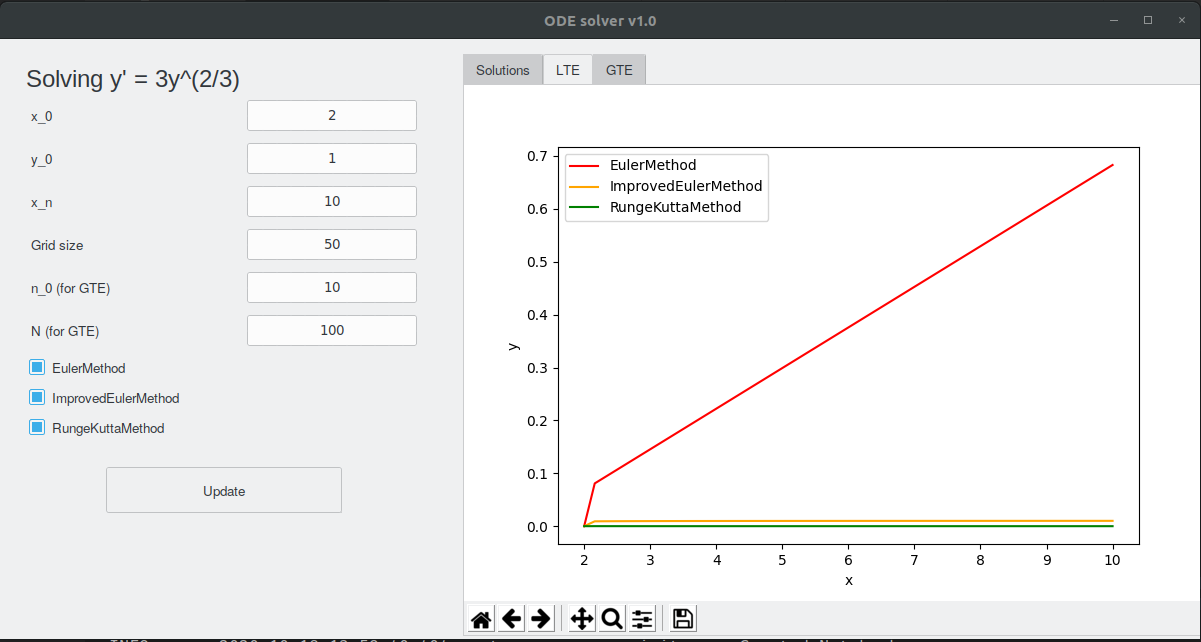 ODE solver v1.0
Solving y' = 3y^(2/3)
x_0 2
y_0 1
x_n 10
Grid size 50
n_0 (for GTE) 10
N (for GTE) 100
EulerMethod
ImprovedEulerMethod
RungeKuttaMethod
Update
Solutions LTE GTE
EulerMethod
ImprovedEulerMethod
RungeKuttaMethod
0.7
0.6
0.5
0.4
0.3
0.2
0.1
0.0
y
2 3 4 5 6 7 8 9 10
x